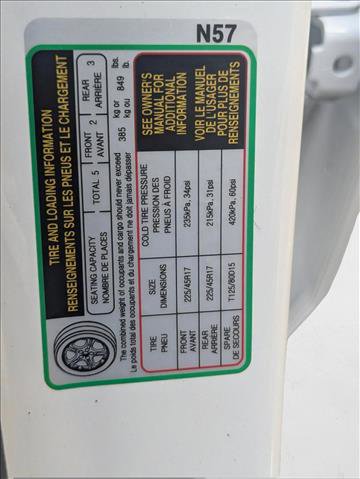 N57
TIRE AND LOADING INFORMATION
RENSEIGNEMENTS SUR LES PNEUS ET LE CHARGEMENT
SEATING CAPACITY
NOMBRE DE PLACES
TOTAL 5
FRONT 2
AVANT
REAR 3
ARRIÈRE
The combined weight of occupants and cargo should never exceed 385 kg or 849 lbs.
Le poids total des occupants et du chargement ne doit jamais dépasser kg ou lb.
TIRE
PNEU
SIZE
DIMENSIONS
COLD TIRE PRESSURE
PRESSION DES
PNEUS À FROID
SEE OWNER'S
MANUAL FOR
ADDITIONAL
INFORMATION
FRONT
AVANT
225/45R17
235kPa, 34psi
REAR
ARRIÈRE
225/45R17
215kPa, 31psi
VOIR LE MANUEL
DE L'USAGER
POUR PLUS DE
RENSEIGNEMENTS
SPARE
DE SECOURS
T125/80D15
420kPa, 60psi